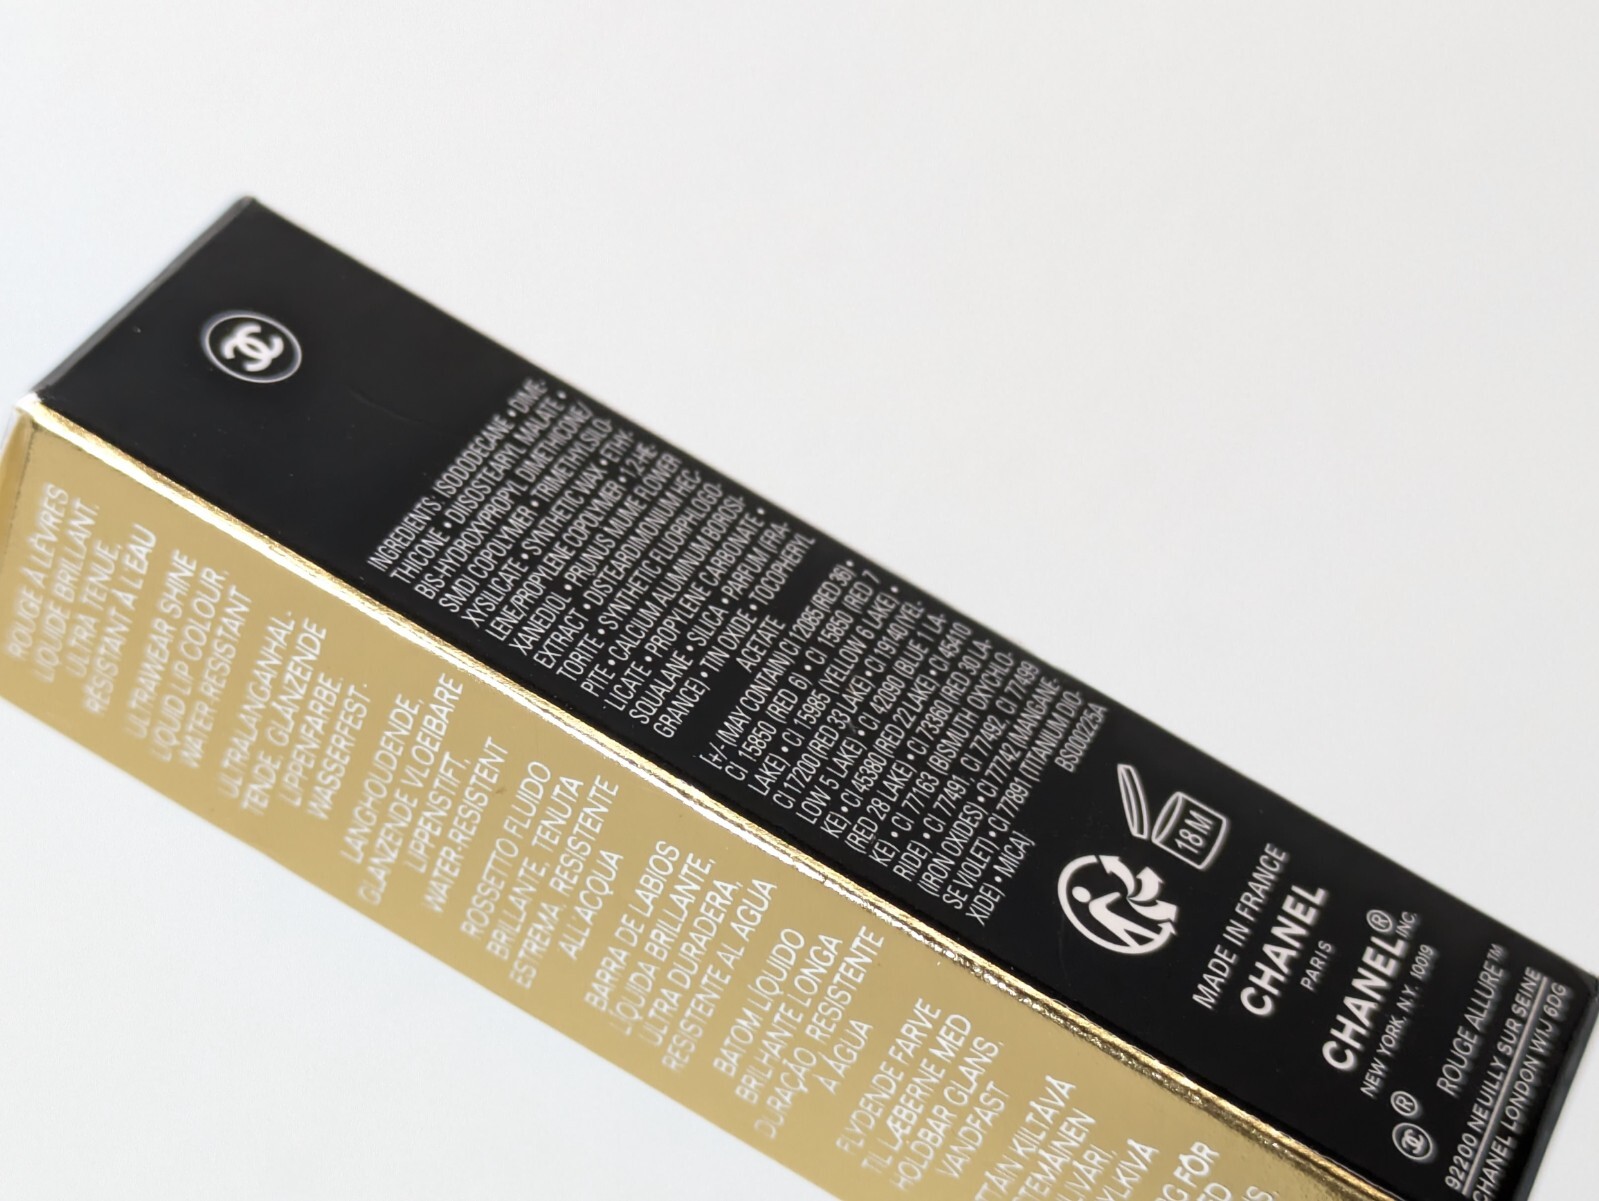 INGREDIENTS: ISODODECANE • DIME-
THICONE • DIISOSTEARYL MALATE •
BIS-HYDROXYPROPYL DIMETHICONE/
SMDI COPOLYMER • TRIMETHYLSILO-
XYSILICATE • SYNTHETIC WAX • ETHY-
LENE/PROPYLENE COPOLYMER • 1,2-HE-
XANEDIOL • PRUNUS MUME FLOWER
EXTRACT • DISTEARDIMONIUM HEC-
TORITE • SYNTHETIC FLUORPHLOGO-
PITE • CALCIUM ALUMINUM BOROSI-
LICATE • PROPYLENE CARBONATE •
SQUALANE • SILICA • PARFUM (FRA-
GRANCE) • TIN OXIDE • TOCOPHERYL
ACETATE
[+/- (MAY CONTAIN) CI 12085 (RED 36) •
CI 15850 (RED 6) • CI 15850 (RED 7
LAKE) • CI 15985 (YELLOW 6 LAKE) •
CI 17200 (RED 33 LAKE) • CI 19140 (YEL-
LOW 5 LAKE) • CI 42090 (BLUE 1 LA-
KE) • CI 45380 (RED 22 LAKE) • CI 45410
(RED 28 LAKE) • CI 73360 (RED 30 LA-
KE) • CI 77163 (BISMUTH OXYCHLO-
RIDE) • CI 77491, CI 77492, CI 77499
(IRON OXIDES) • CI 77742 (MANGANE-
SE VIOLET) • CI 77891 (TITANIUM DIO-
XIDE) • MICA]
BS00223A
18M
MADE IN FRANCE
CHANEL
PARIS
CHANEL® INC.
NEW YORK, N.Y. 10019
®
ROUGE ALLURE™
92200 NEUILLY SUR SEINE
CHANEL LONDON W1J 6DG
ROUGE À LÈVRES
LIQUIDE BRILLANT.
ULTRA TENUE,
RÉSISTANT À L'EAU
ULTRAWEAR SHINE
LIQUID LIP COLOUR.
WATER.RESISTANT
ULTRALANGANHAL-
TENDE GLÄNZENDE
LIPPENFARBE.
WASSERFEST.
LANGHOUDENDE,
GLANZENDE VLOEIBARE
LIPPENSTIFT,
WATER.RESISTENT
ROSSETTO FLUIDO
BRILLANTE, TENUTA
ESTREMA. RESISTENTE
ALL'ACQUA
BARRA DE LABIOS
LÍQUIDA BRILLANTE,
ULTRA DURADERA,
RESISTENTE AL AGUA
BATOM LÍQUIDO
BRILHANTE LONGA
DURAÇÃO, RESISTENTE
À ÁGUA
FLYDENDE FARVE
TIL LÆBERNE MED
HOLDBAR GLANS.
VANDFAST
KILTÄVÄ